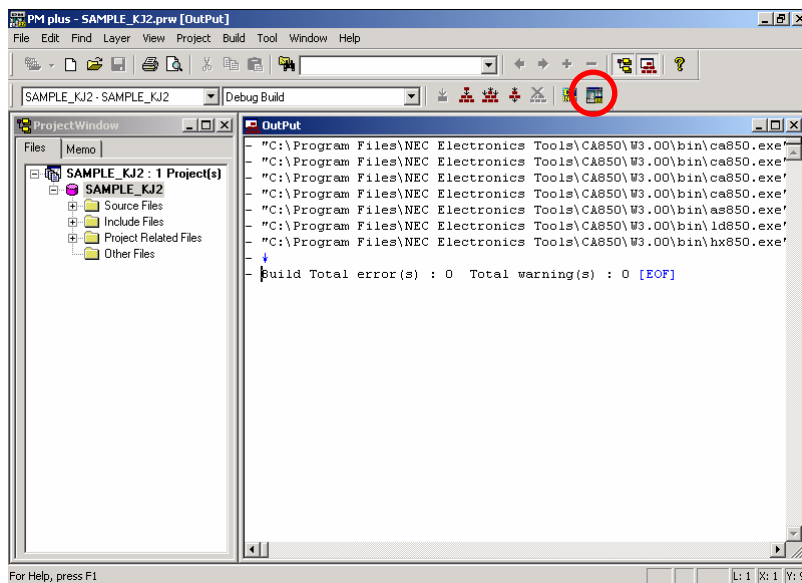 PM plus - SAMPLE_KJ2.prw [OutPut]
File Edit Find Layer View Project Build Tool Window Help
SAMPLE_KJ2 - SAMPLE_KJ2
Debug Build
ProjectWindow
Files Memo
SAMPLE_KJ2 : 1 Project(s)
SAMPLE_KJ2
Source Files
Include Files
Project Related Files
Other Files
OutPut
"C:\Program Files\NEC Electronics Tools\CA850\W3.00\bin\ca850.exe"
"C:\Program Files\NEC Electronics Tools\CA850\W3.00\bin\ca850.exe"
"C:\Program Files\NEC Electronics Tools\CA850\W3.00\bin\ca850.exe"
"C:\Program Files\NEC Electronics Tools\CA850\W3.00\bin\ca850.exe"
"C:\Program Files\NEC Electronics Tools\CA850\W3.00\bin\as850.exe"
"C:\Program Files\NEC Electronics Tools\CA850\W3.00\bin\ld850.exe"
"C:\Program Files\NEC Electronics Tools\CA850\W3.00\bin\hx850.exe"
↓
Build Total error(s) : 0 Total warning(s) : 0 [EOF]
For Help, press F1
L: 1 X: 1